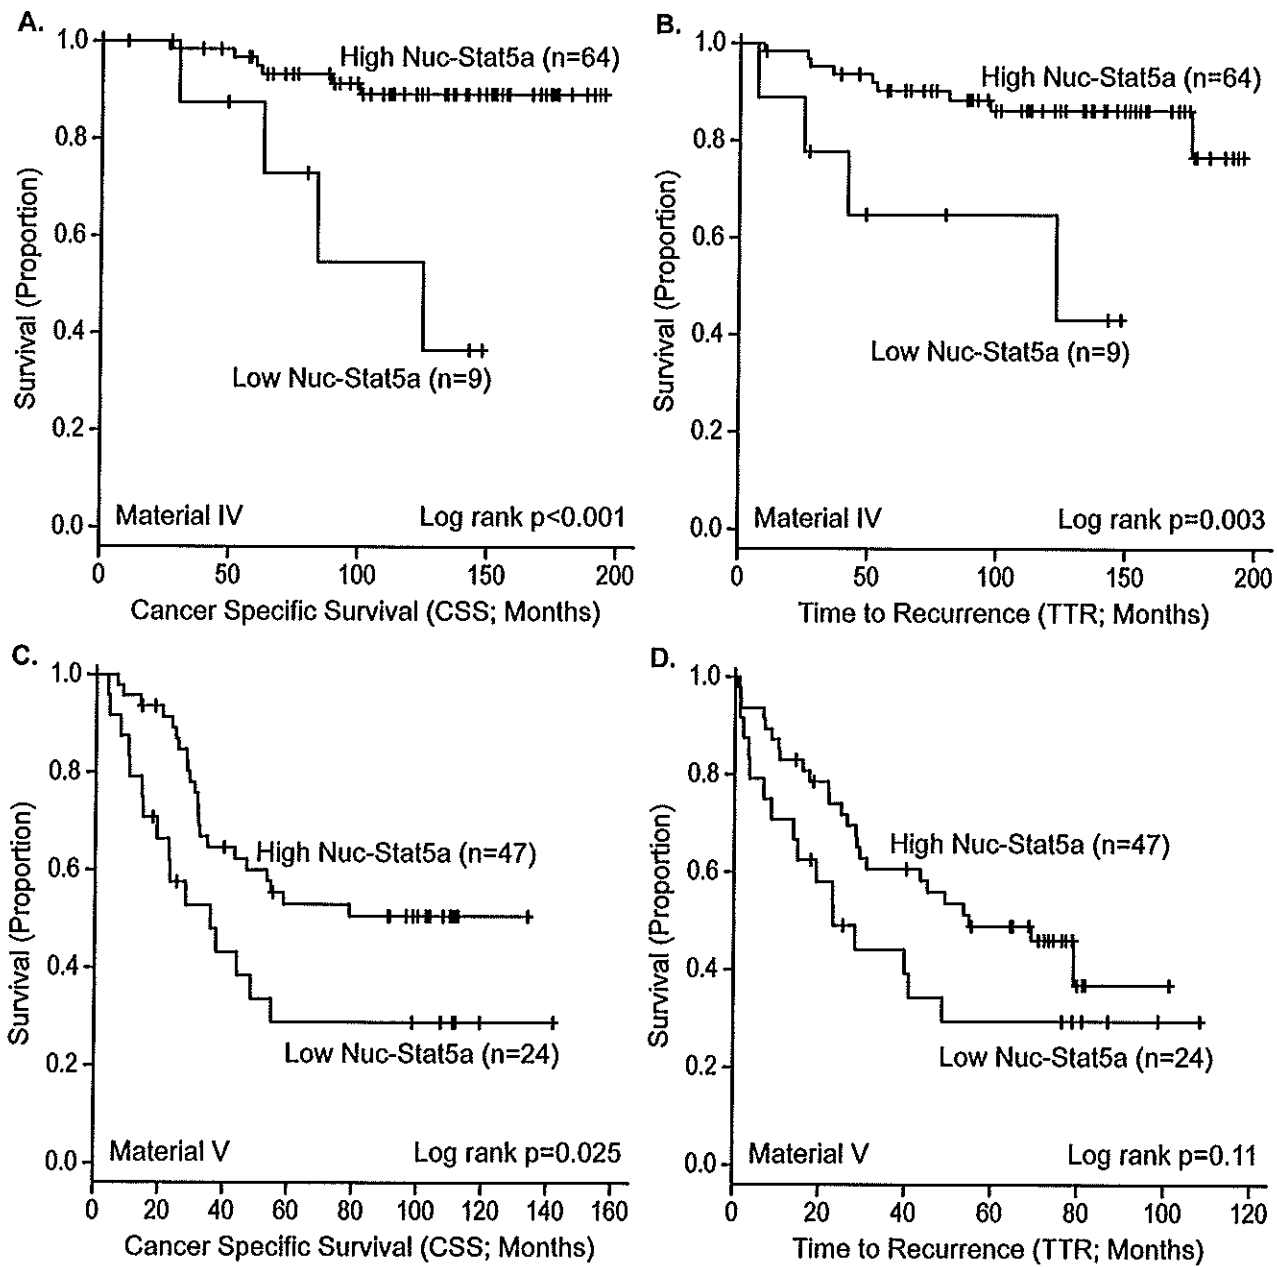 A.
1.0
0.8
0.6
0.4
0.2
0.0
Survival (Proportion)
High Nuc-Stat5a (n=64)
Low Nuc-Stat5a (n=9)
Material IV
Log rank p<0.001
0 50 100 150 200
Cancer Specific Survival (CSS; Months)
B.
1.0
0.8
0.6
0.4
0.2
0.0
Survival (Proportion)
High Nuc-Stat5a (n=64)
Low Nuc-Stat5a (n=9)
Material IV
Log rank p=0.003
0 50 100 150 200
Time to Recurrence (TTR; Months)
C.
1.0
0.8
0.6
0.4
0.2
0.0
Survival (Proportion)
High Nuc-Stat5a (n=47)
Low Nuc-Stat5a (n=24)
Material V
Log rank p=0.025
0 20 40 60 80 100 120 140 160
Cancer Specific Survival (CSS; Months)
D.
1.0
0.8
0.6
0.4
0.2
0.0
Survival (Proportion)
High Nuc-Stat5a (n=47)
Low Nuc-Stat5a (n=24)
Material V
Log rank p=0.11
0 20 40 60 80 100 120
Time to Recurrence (TTR; Months)